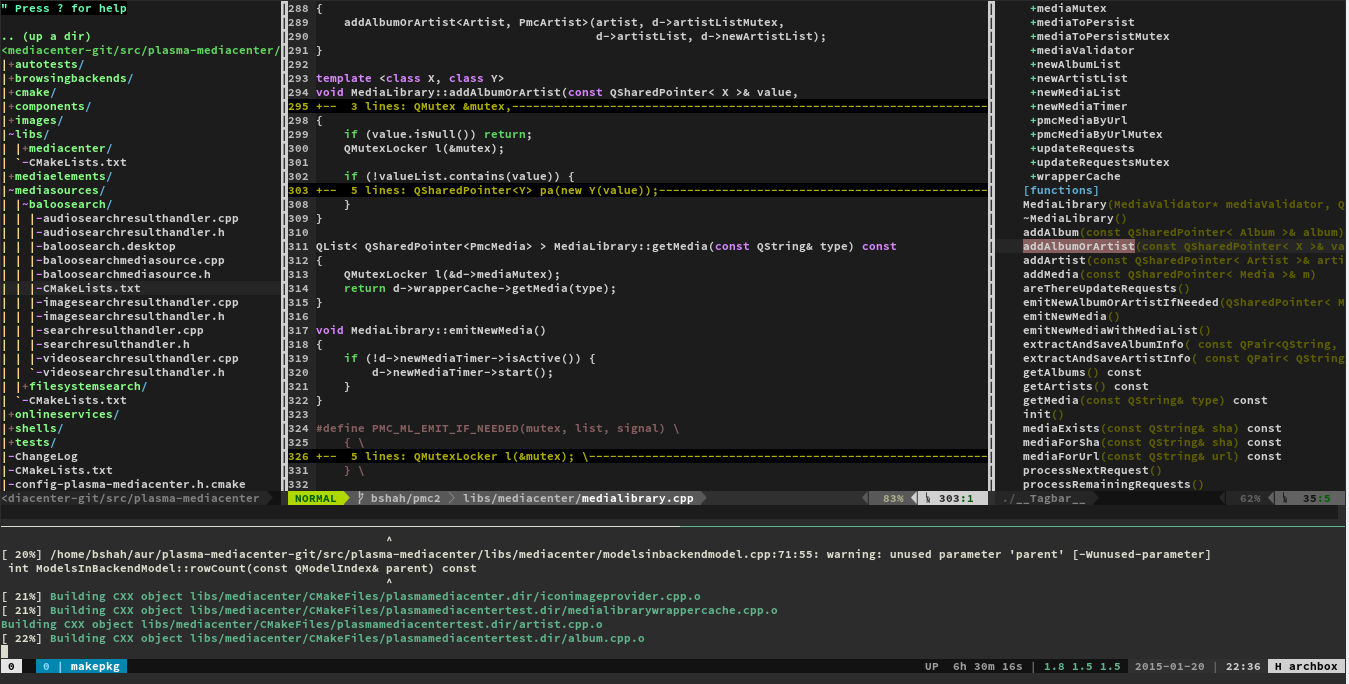 " Press ? for help
.. (up a dir)
<mediacenter-git/src/plasma-mediacenter/
|+autotests/
|+browsingbackends/
|+cmake/
|+components/
|+images/
|~libs/
| |+mediacenter/
| `-CMakeLists.txt
|+mediaelements/
|~mediasources/
| |~baloosearch/
| | |-audiosearchresulthandler.cpp
| | |-audiosearchresulthandler.h
| | |-baloosearch.desktop
| | |-baloosearchmediasource.cpp
| | |-baloosearchmediasource.h
| | |-CMakeLists.txt
| | |-imagesearchresulthandler.cpp
| | |-imagesearchresulthandler.h
| | |-searchresulthandler.cpp
| | |-searchresulthandler.h
| | |-videosearchresulthandler.cpp
| | `-videosearchresulthandler.h
| |+filesystemsearch/
| `-CMakeLists.txt
|+onlineservices/
|+shells/
|+tests/
|-ChangeLog
|-CMakeLists.txt
|-config-plasma-mediacenter.h.cmake
<diacenter-git/src/plasma-mediacenter
288 {
289     addAlbumOrArtist<Artist, PmcArtist>(artist, d->artistListMutex,
290                                         d->artistList, d->newArtistList);
291 }
292
293 template <class X, class Y>
294 void MediaLibrary::addAlbumOrArtist(const QSharedPointer< X >& value,
295 +--  3 lines: QMutex &mutex,--------------------------------------------------------------------
298 {
299     if (value.isNull()) return;
300     QMutexLocker l(&mutex);
301
302     if (!valueList.contains(value)) {
303 +--  5 lines: QSharedPointer<Y> pa(new Y(value));-----------------------------------------------
308     }
309 }
310
311 QList< QSharedPointer<PmcMedia> > MediaLibrary::getMedia(const QString& type) const
312 {
313     QMutexLocker l(&d->mediaMutex);
314     return d->wrapperCache->getMedia(type);
315 }
316
317 void MediaLibrary::emitNewMedia()
318 {
319     if (!d->newMediaTimer->isActive()) {
320         d->newMediaTimer->start();
321     }
322 }
323
324 #define PMC_ML_EMIT_IF_NEEDED(mutex, list, signal) \
325     { \
326 +--  5 lines: QMutexLocker l(&mutex); \---------------------------------------------------------
331     } \
332
NORMAL bshah/pmc2 libs/mediacenter/medialibrary.cpp 83% 303:1
+mediaMutex
+mediaToPersist
+mediaToPersistMutex
+mediaValidator
+newAlbumList
+newArtistList
+newMediaList
+newMediaTimer
+pmcMediaByUrl
+pmcMediaByUrlMutex
+updateRequests
+updateRequestsMutex
+wrapperCache
[functions]
MediaLibrary(MediaValidator* mediaValidator, Q
~MediaLibrary()
addAlbum(const QSharedPointer< Album >& album)
addAlbumOrArtist(const QSharedPointer< X >& va
addArtist(const QSharedPointer< Artist >& arti
addMedia(const QSharedPointer< Media >& m)
areThereUpdateRequests()
emitNewAlbumOrArtistIfNeeded(QSharedPointer< M
emitNewMedia()
emitNewMediaWithMediaList()
extractAndSaveAlbumInfo( const QPair<QString,
extractAndSaveArtistInfo( const QPair< QString
getAlbums() const
getArtists() const
getMedia(const QString& type) const
init()
mediaExists(const QString& sha) const
mediaForSha(const QString& sha) const
mediaForUrl(const QString& url) const
processNextRequest()
processRemainingRequests()
./__Tagbar__ 62% 35:5
^
[ 20%] /home/bshah/aur/plasma-mediacenter-git/src/plasma-mediacenter/libs/mediacenter/modelsinbackendmodel.cpp:71:55: warning: unused parameter 'parent' [-Wunused-parameter]
int ModelsInBackendModel::rowCount(const QModelIndex& parent) const
^
[ 21%] Building CXX object libs/mediacenter/CMakeFiles/plasmamediacenter.dir/iconimageprovider.cpp.o
[ 21%] Building CXX object libs/mediacenter/CMakeFiles/plasmamediacentertest.dir/medialibrarywrappercache.cpp.o
Building CXX object libs/mediacenter/CMakeFiles/plasmamediacentertest.dir/artist.cpp.o
[ 22%] Building CXX object libs/mediacenter/CMakeFiles/plasmamediacentertest.dir/album.cpp.o
0 0 | makepkg UP 6h 30m 16s | 1.8 1.5 1.5 2015-01-20 | 22:36 H archbox